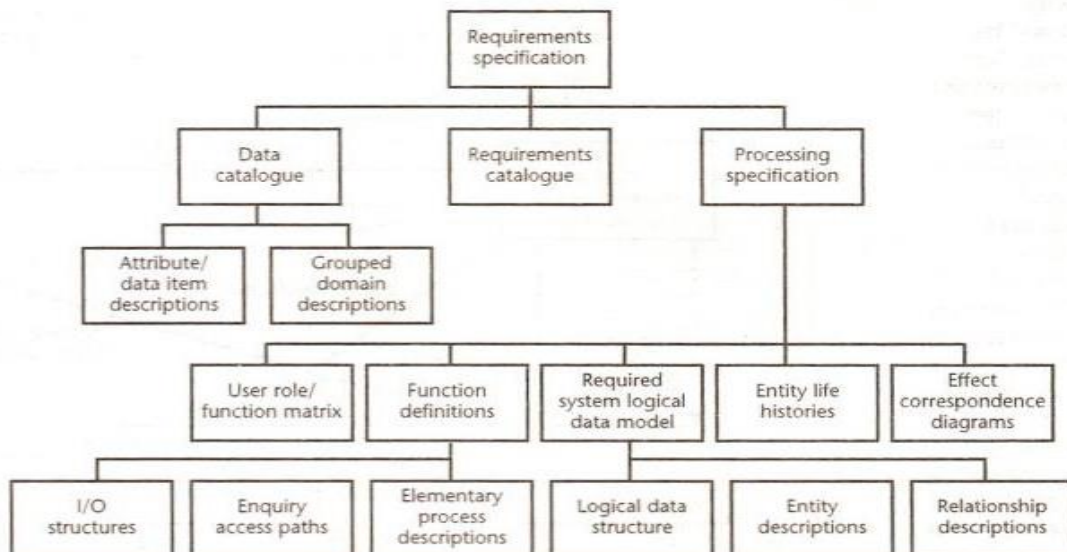 Requirements
specification
Data
catalogue
Requirements
catalogue
Processing
specification
Attribute/
data item
descriptions
Grouped
domain
descriptions
User role/
function matrix
Function
definitions
Required
system logical
data model
Entity life
histories
Effect
correspondence
diagrams
I/O
structures
Enquiry
access paths
Elementary
process
descriptions
Logical data
structure
Entity
descriptions
Relationship
descriptions